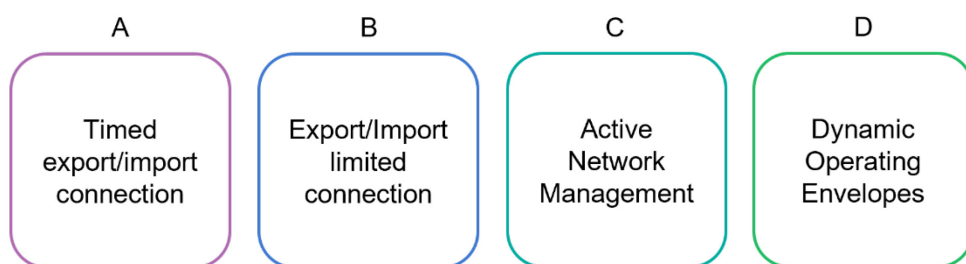 A
B
C
D
Timed
export/import
connection
Export/Import
limited
connection
Active
Network
Management
Dynamic
Operating
Envelopes